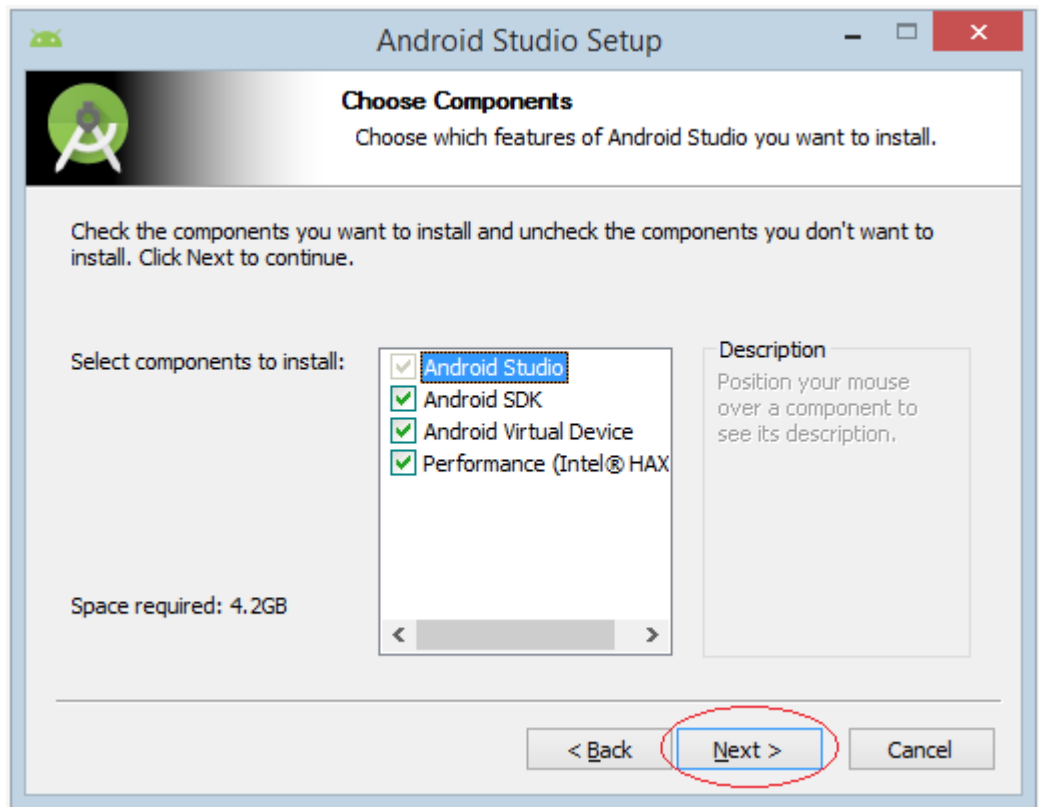 Android Studio Setup
Choose Components
Choose which features of Android Studio you want to install.
Check the components you want to install and uncheck the components you don't want to
install. Click Next to continue.
Select components to install:
Android Studio
Android SDK
Android Virtual Device
Performance (Intel® HAX
Description
Position your mouse
over a component to
see its description.
Space required: 4.2GB
< Back
Next >
Cancel